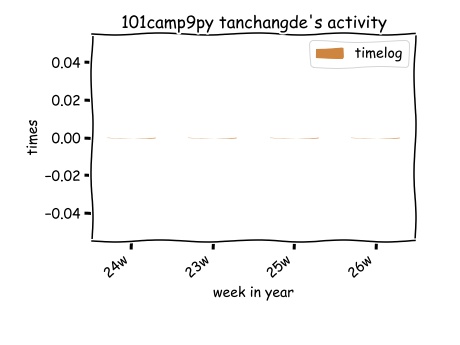 101camp9py tanchangde's activity
timelog
0.04
0.02
0.00
−0.02
−0.04
times
24w 23w 25w 26w
week in year